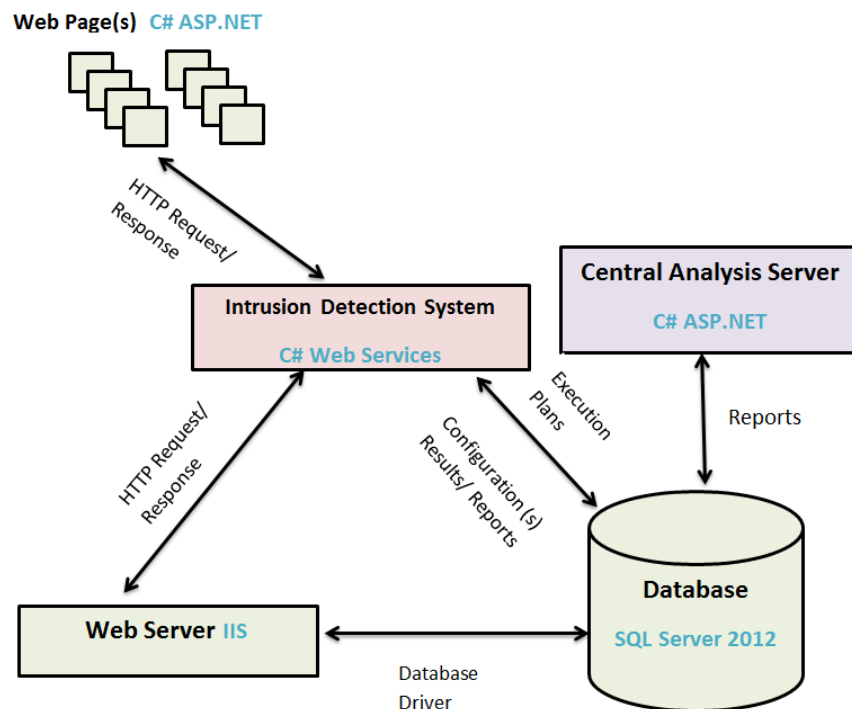 Web Page(s) C# ASP.NET
HTTP Request/
Response
Central Analysis Server
C# ASP.NET
Intrusion Detection System
C# Web Services
Execution
Plans
Configuration (s)
Results/ Reports
Reports
HTTP Request/
Response
Database
SQL Server 2012
Web Server IIS
Database
Driver